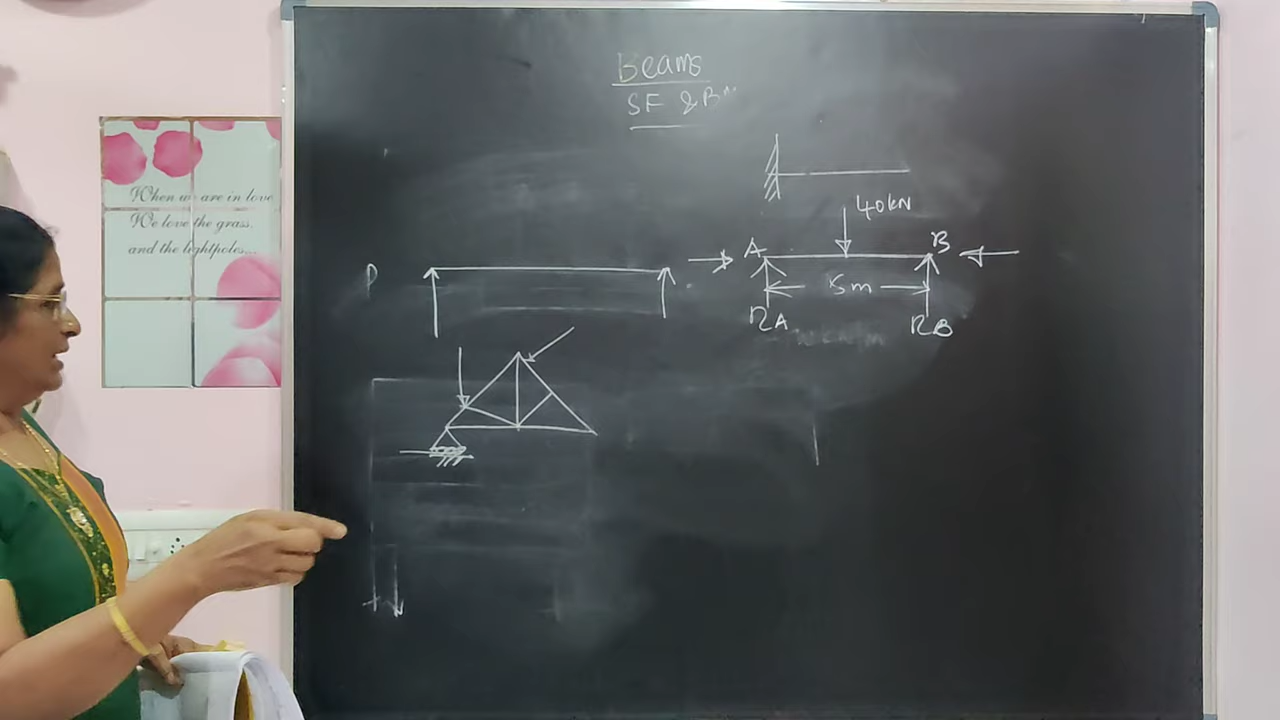 Beams
SF & BM
When we are in love
We love the grass,
and the lightpoles...
40kN
A
B
5m
RA
RB
P